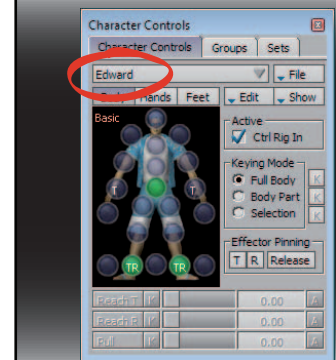 Character Controls
Character Controls Groups Sets
Edward File
Body Hands Feet Edit Show
Basic
Active
Ctrl Rig In
Keying Mode
Full Body K
Body Part K
Selection K
T T
Effector Pinning
T R Release
TR TR
Reach T K 0.00 A
Reach R K 0.00 A
Pull K 0.00 A